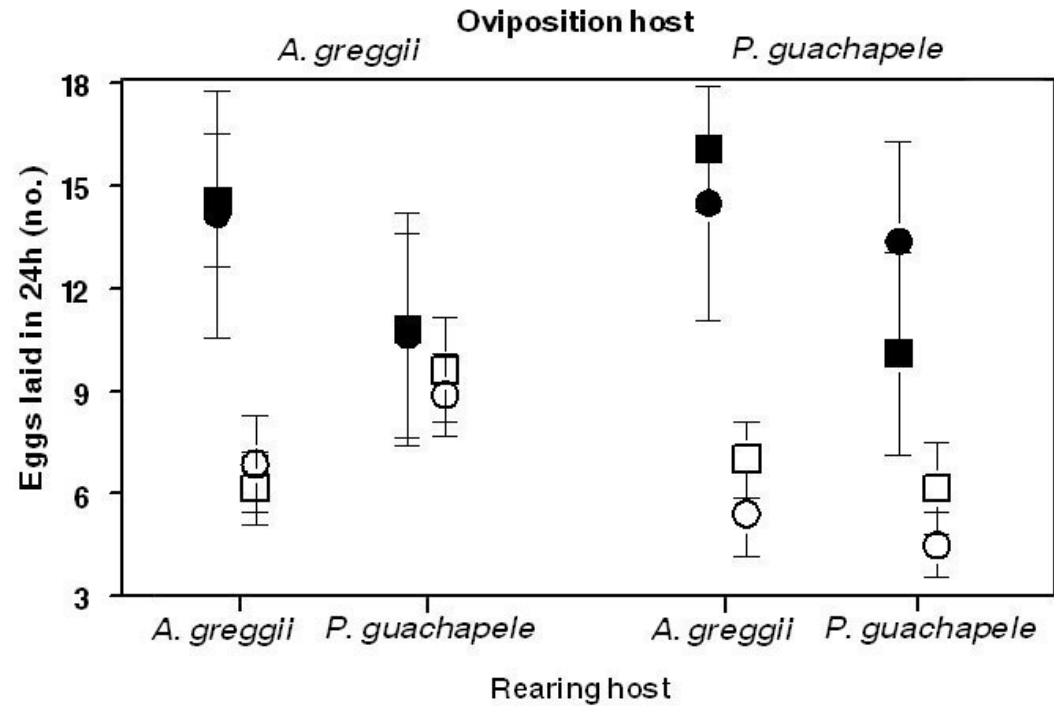 Oviposition host
A. greggii P. guachapele
18
15
12
9
6
3
Eggs laid in 24h (no.)
A. greggii P. guachapele A. greggii P. guachapele
Rearing host